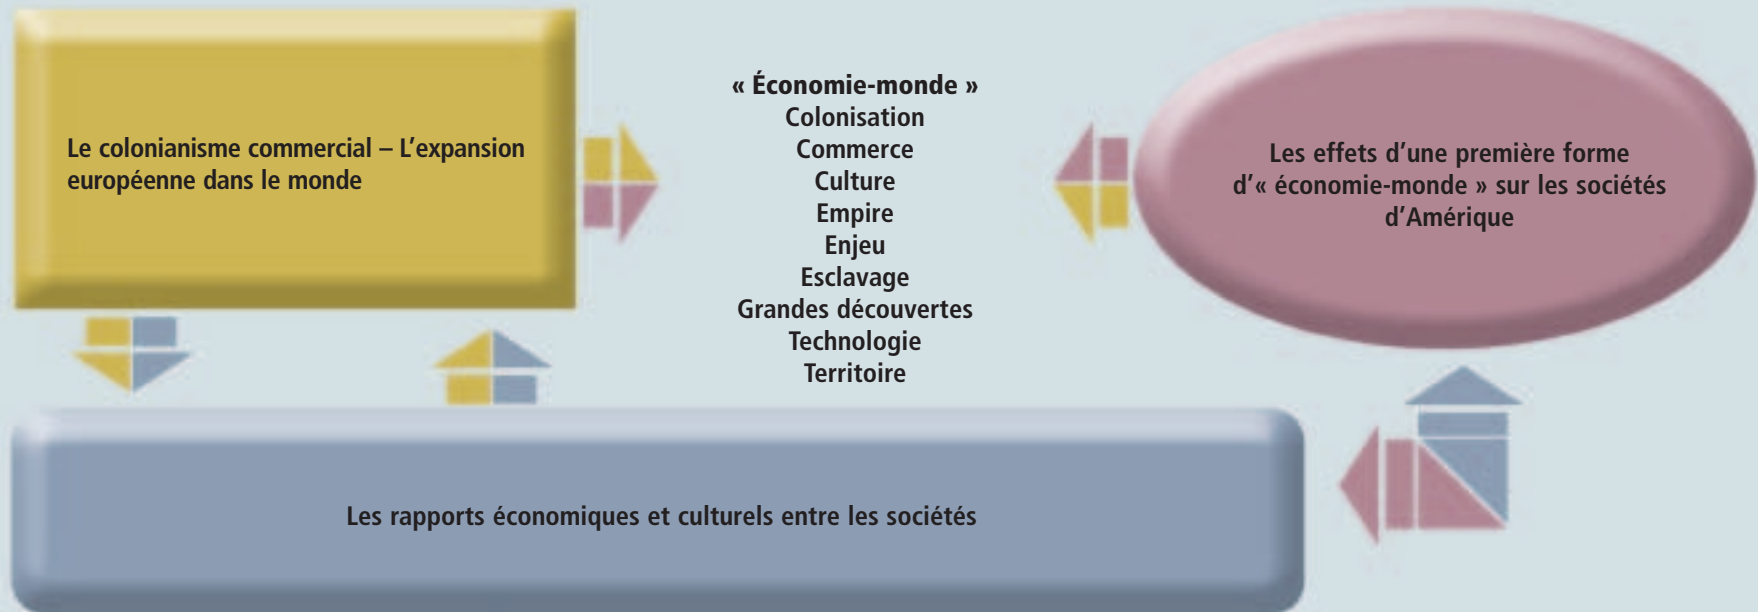 Le colonianisme commercial – L’expansion
européenne dans le monde
« Économie-monde »
Colonisation
Commerce
Culture
Empire
Enjeu
Esclavage
Grandes découvertes
Technologie
Territoire
Les effets d’une première forme
d’« économie-monde » sur les sociétés
d’Amérique
Les rapports économiques et culturels entre les sociétés